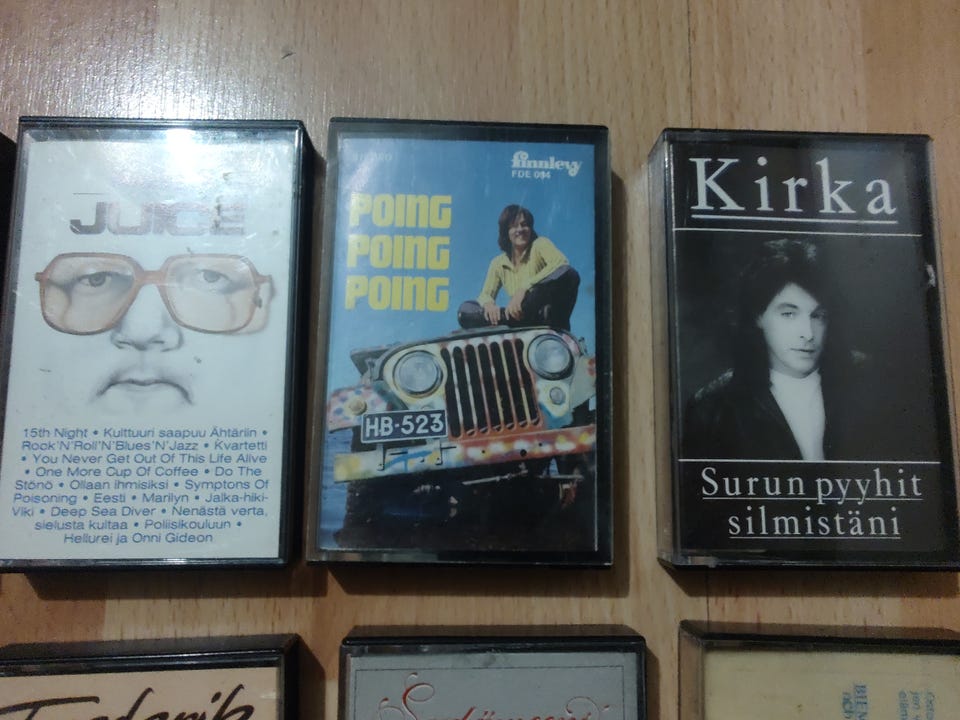 JUICE
15th Night • Kulttuuri saapuu Ähtäriin •
Rock'N'Roll'N'Blues'N'Jazz • Kvartetti
• You Never Get Out Of This Life Alive
• One More Cup Of Coffee • Do The
Stönö • Ollaan ihmisiksi • Symptons Of
Poisoning • Eesti • Marilyn • Jalka-hiki-
Viki • Deep Sea Diver • Nenästä verta,
sielusta kultaa • Poliisikouluun •
Hellurei ja Onni Gideon
finnlevy
FDE 084
POING
POING
POING
HB-523
Kirka
Surun pyyhit
silmistäni